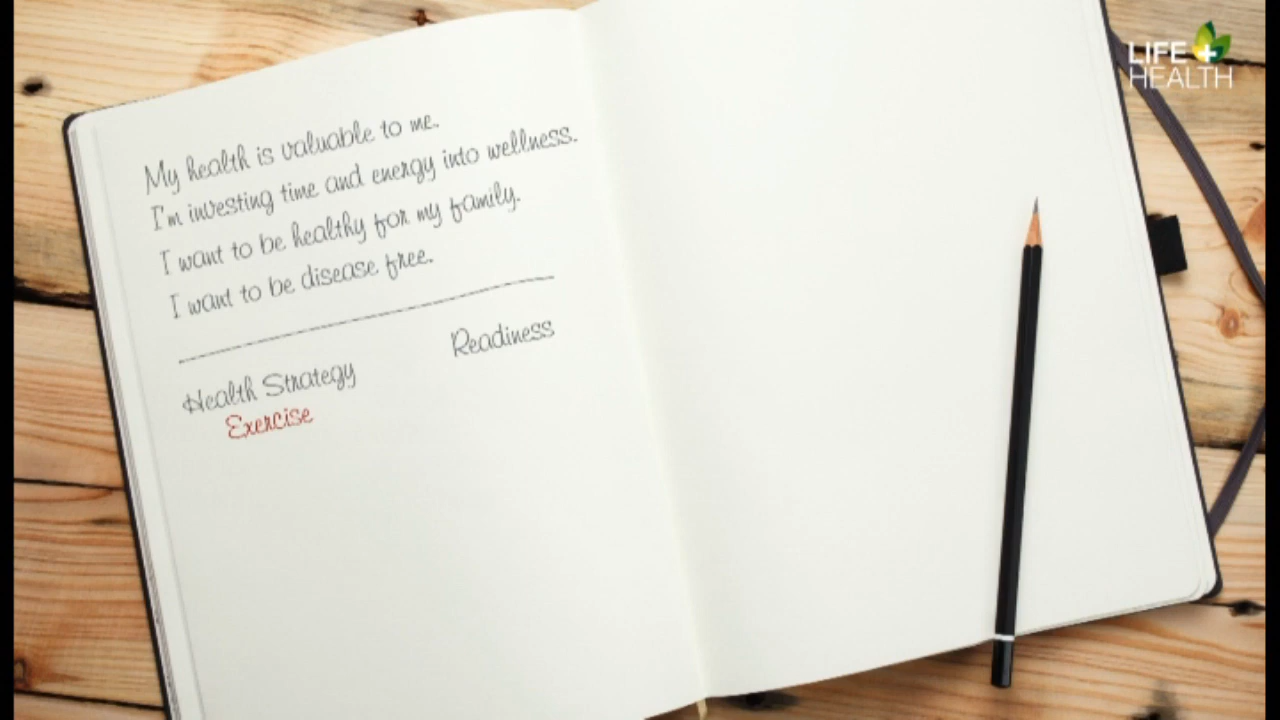 LIFE
HEALTH
My health is valuable to me.
I'm investing time and energy into wellness.
I want to be healthy for my family.
I want to be disease free.
Readiness
Health Strategy
Exercise